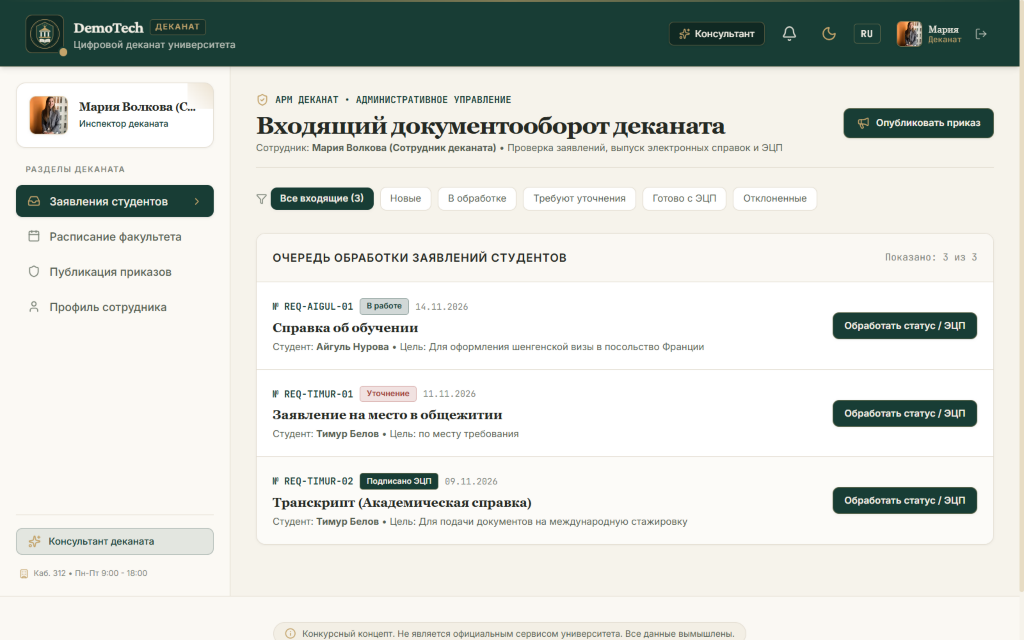 DemoTech ДЕКАНАТ
Цифровой деканат университета
Консультант
RU
Мария
Деканат
Мария Волкова (С...
Инспектор деканата
РАЗДЕЛЫ ДЕКАНАТА
Заявления студентов
Расписание факультета
Публикация приказов
Профиль сотрудника
Консультант деканата
Каб. 312 • Пн-Пт 9:00 - 18:00
АРМ ДЕКАНАТ • АДМИНИСТРАТИВНОЕ УПРАВЛЕНИЕ
Входящий документооборот деканата
Сотрудник: Мария Волкова (Сотрудник деканата) • Проверка заявлений, выпуск электронных справок и ЭЦП
Опубликовать приказ
Все входящие (3) Новые В обработке Требуют уточнения Готово с ЭЦП Отклоненные
ОЧЕРЕДЬ ОБРАБОТКИ ЗАЯВЛЕНИЙ СТУДЕНТОВ
Показано: 3 из 3
№ REQ-AIGUL-01 В работе 14.11.2026
Справка об обучении
Студент: Айгуль Нурова • Цель: Для оформления шенгенской визы в посольство Франции
Обработать статус / ЭЦП
№ REQ-TIMUR-01 Уточнение 11.11.2026
Заявление на место в общежитии
Студент: Тимур Белов • Цель: по месту требования
Обработать статус / ЭЦП
№ REQ-TIMUR-02 Подписано ЭЦП 09.11.2026
Транскрипт (Академическая справка)
Студент: Тимур Белов • Цель: Для подачи документов на международную стажировку
Обработать статус / ЭЦП
Конкурсный концепт. Не является официальным сервисом университета. Все данные вымышлены.